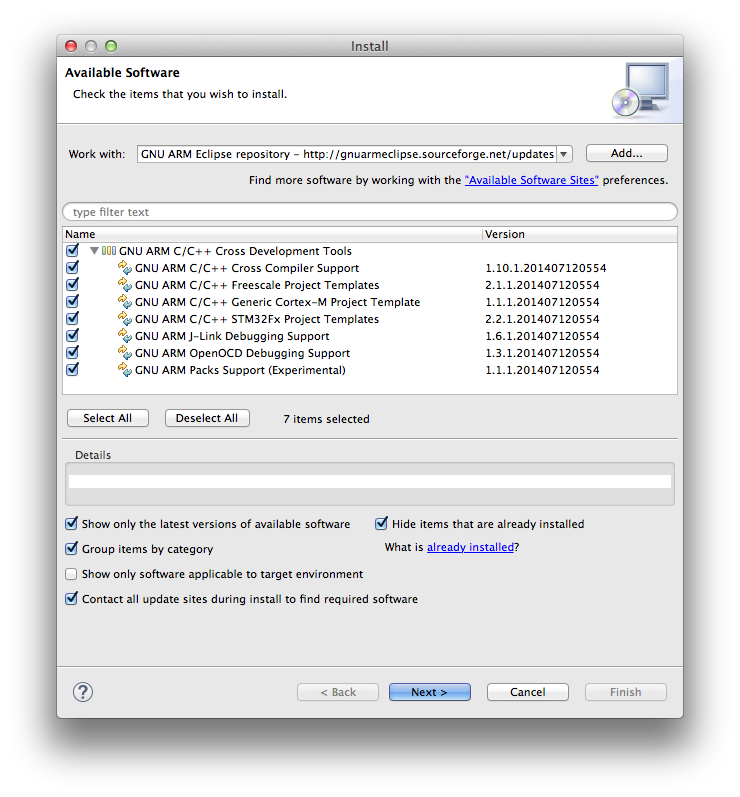 Install
Available Software
Check the items that you wish to install.
Work with: GNU ARM Eclipse repository – http://gnuarmeclipse.sourceforge.net/updates Add...
Find more software by working with the "Available Software Sites" preferences.
type filter text
Name Version
GNU ARM C/C++ Cross Development Tools
GNU ARM C/C++ Cross Compiler Support 1.10.1.201407120554
GNU ARM C/C++ Freescale Project Templates 2.1.1.201407120554
GNU ARM C/C++ Generic Cortex-M Project Template 1.1.1.201407120554
GNU ARM C/C++ STM32Fx Project Templates 2.2.1.201407120554
GNU ARM J-Link Debugging Support 1.6.1.201407120554
GNU ARM OpenOCD Debugging Support 1.3.1.201407120554
GNU ARM Packs Support (Experimental) 1.1.1.201407120554
Select All Deselect All 7 items selected
Details
Show only the latest versions of available software Hide items that are already installed
Group items by category What is already installed?
Show only software applicable to target environment
Contact all update sites during install to find required software
? < Back Next > Cancel Finish